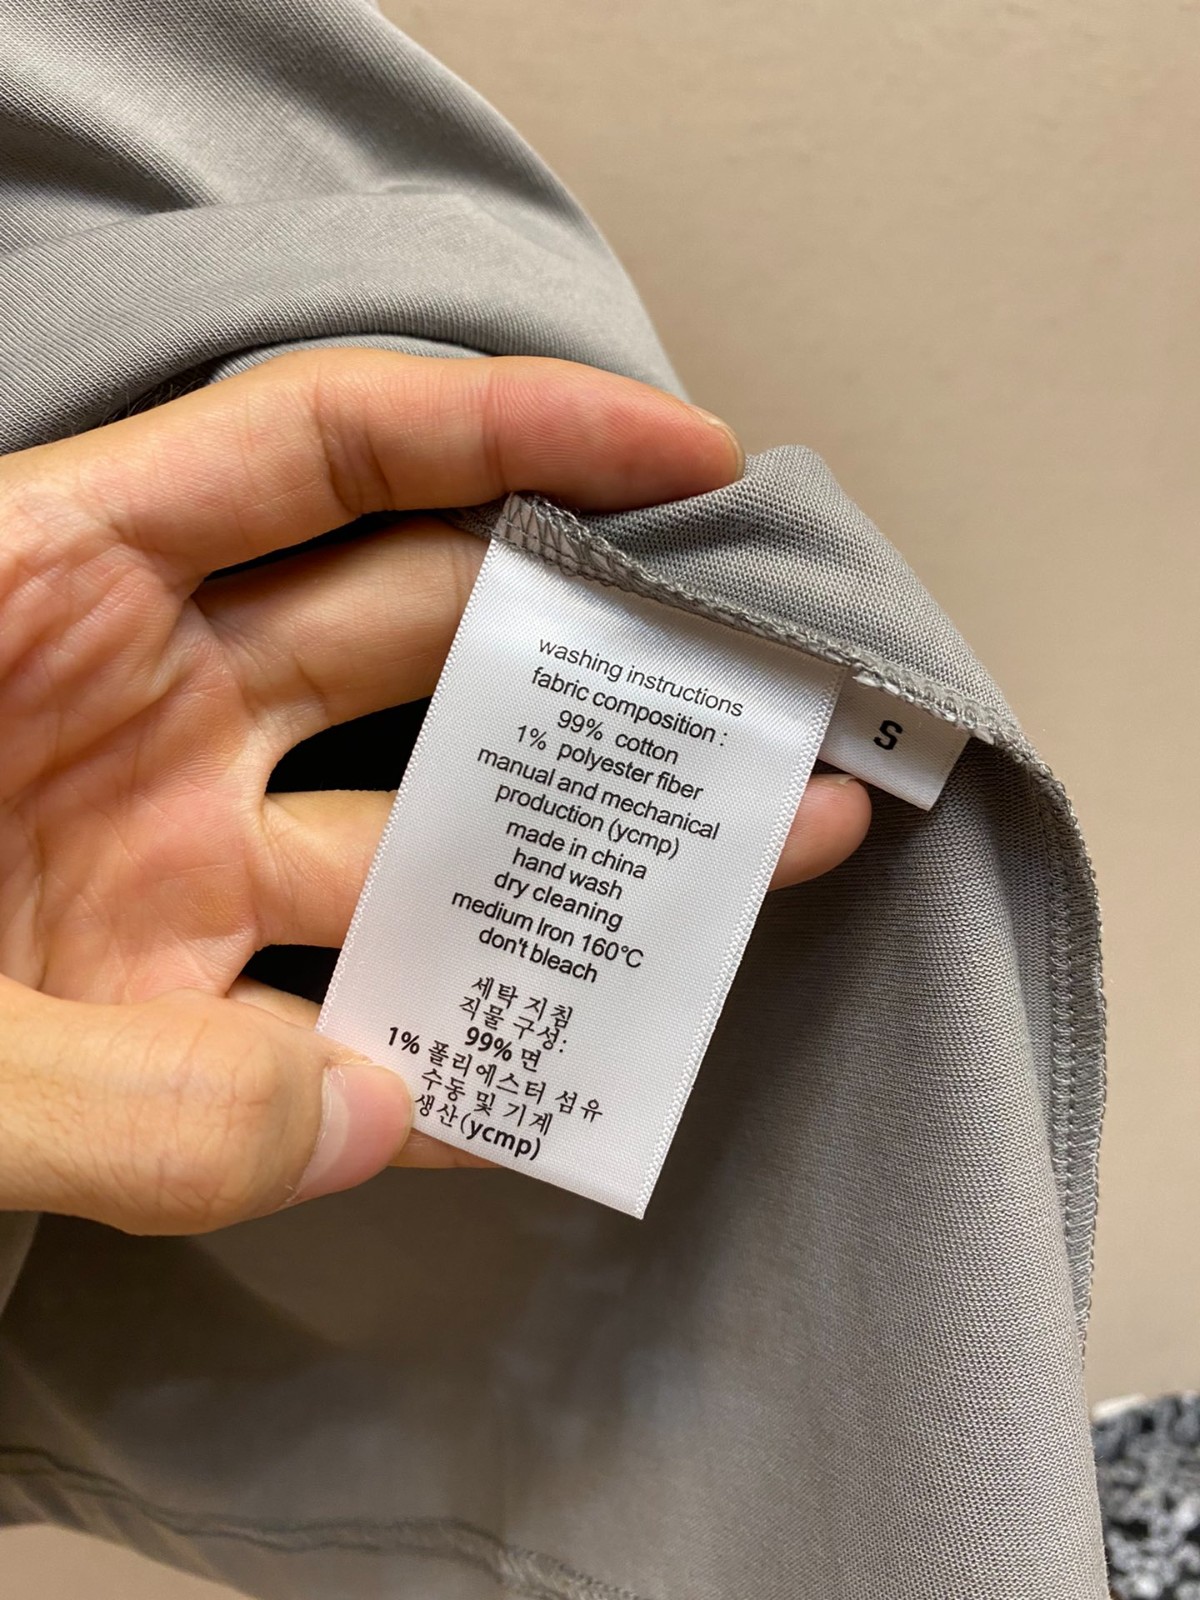 washing instructions
fabric composition :
99% cotton
1% polyester fiber
manual and mechanical
production (ycmp)
made in china
hand wash
dry cleaning
medium Iron 160℃
don't bleach
세탁 지침
직물 구성:
99% 면
1% 폴리에스터 섬유
수동 및 기계
생산(ycmp)
S